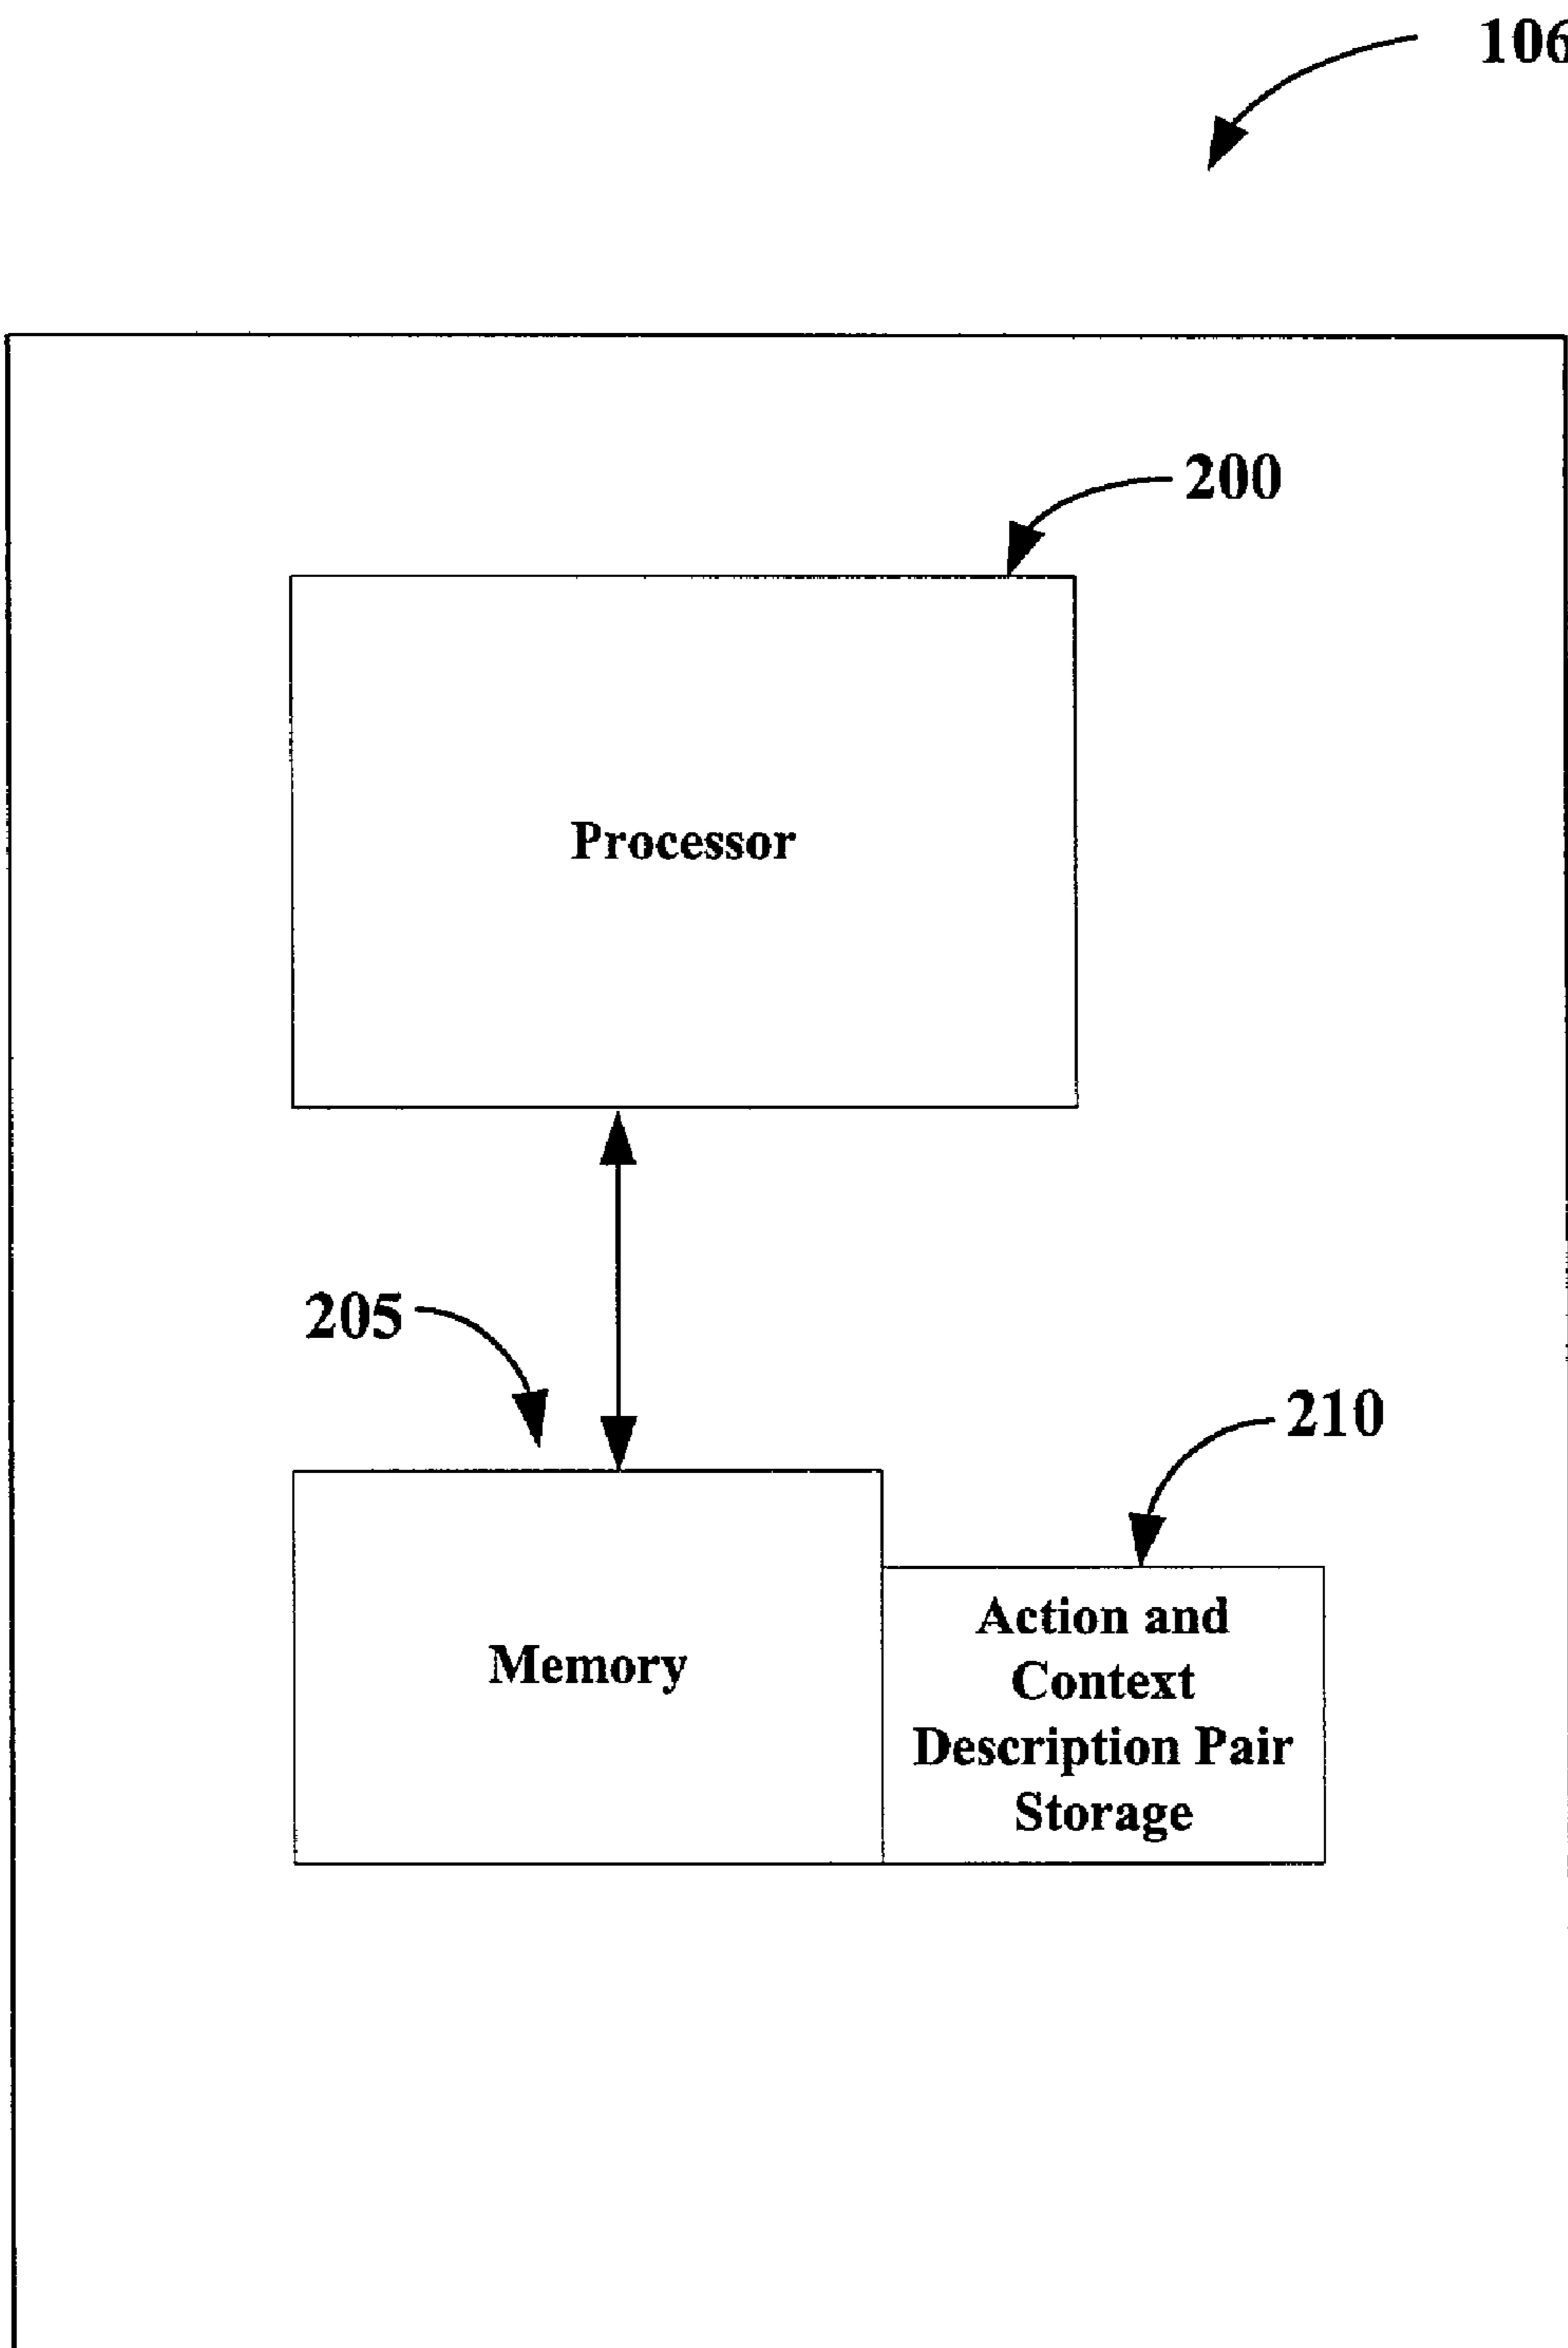 106
200
Processor
205
210
Memory
Action and
Context
Description Pair
Storage